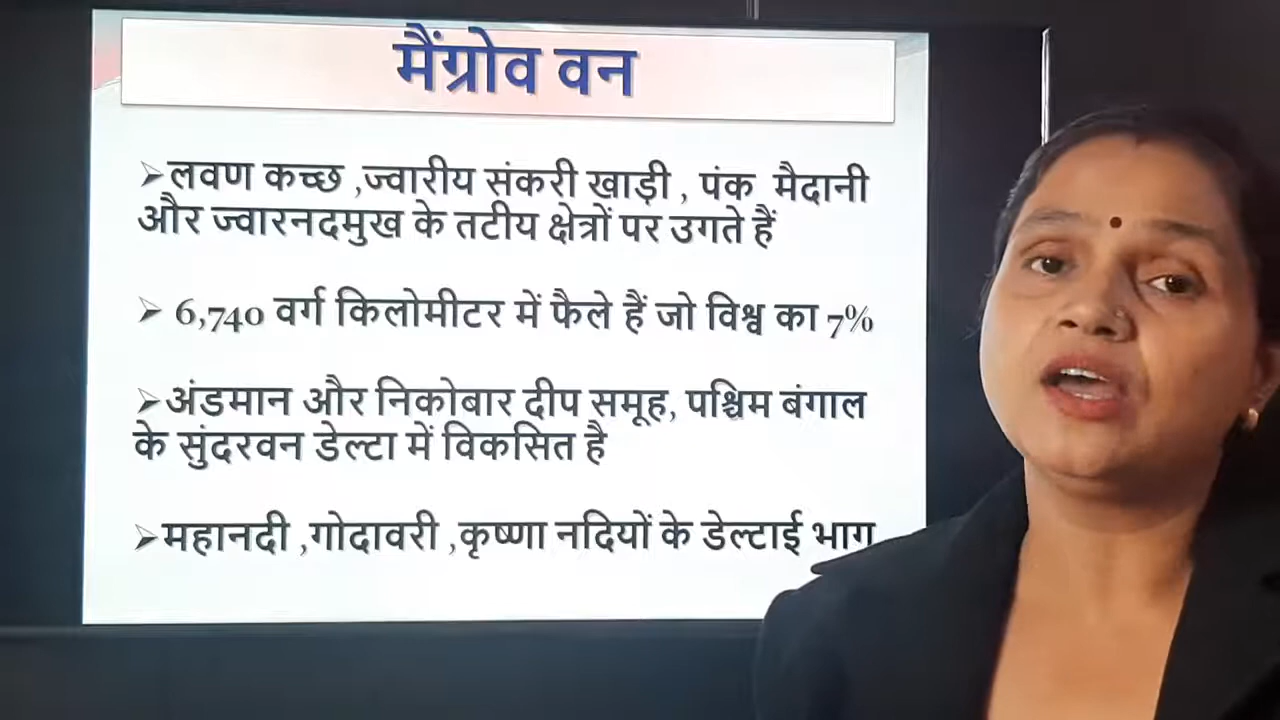 मैंग्रोव वन
➢लवण कच्छ ,ज्वारीय संकरी खाड़ी , पंक मैदानी
और ज्वारनदमुख के तटीय क्षेत्रों पर उगते हैं
➢ 6,740 वर्ग किलोमीटर में फैले हैं जो विश्व का 7%
➢अंडमान और निकोबार दीप समूह, पश्चिम बंगाल
के सुंदरवन डेल्टा में विकसित है
➢महानदी ,गोदावरी ,कृष्णा नदियों के डेल्टाई भाग